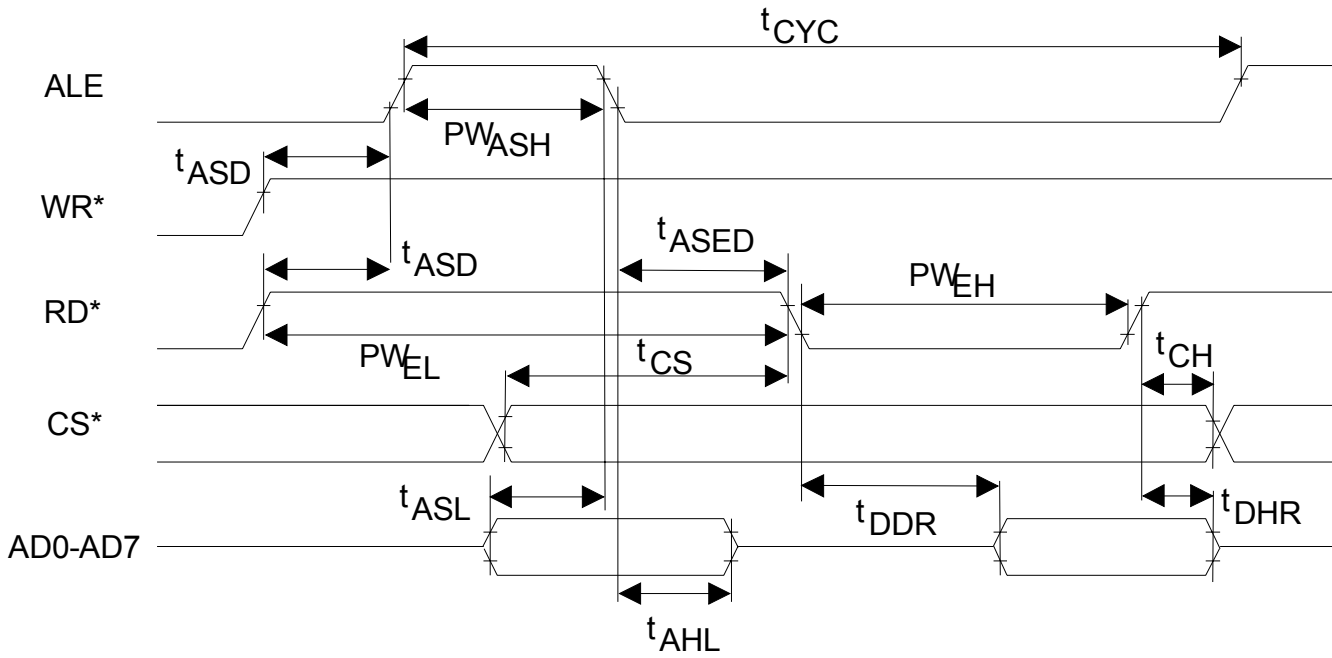 tCYC
ALE
PWASH
tASD
WR*
tASED
tASD
PWEH
RD*
tCS
tCH
PWEL
CS*
tASL
tDDR
tDHR
AD0-AD7
tAHL